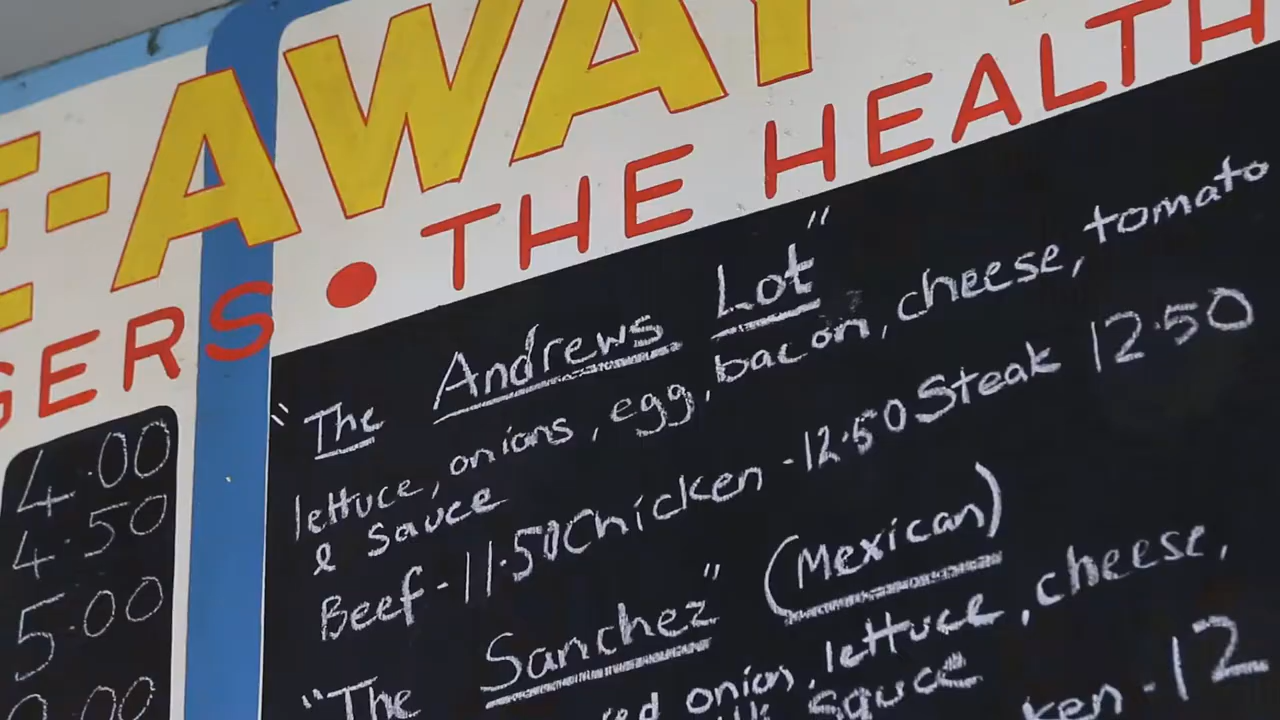 E-AWAY
GERS • THE HEALTH
4.00
4.50
5.00
"The Andrews Lot"
lettuce, onions, egg, bacon, cheese, tomato
& sauce
Beef - 11.50 Chicken - 12.50 Steak 12.50
"The Sanchez" (Mexican)
onion, lettuce, cheese,
sauce
ken - 12